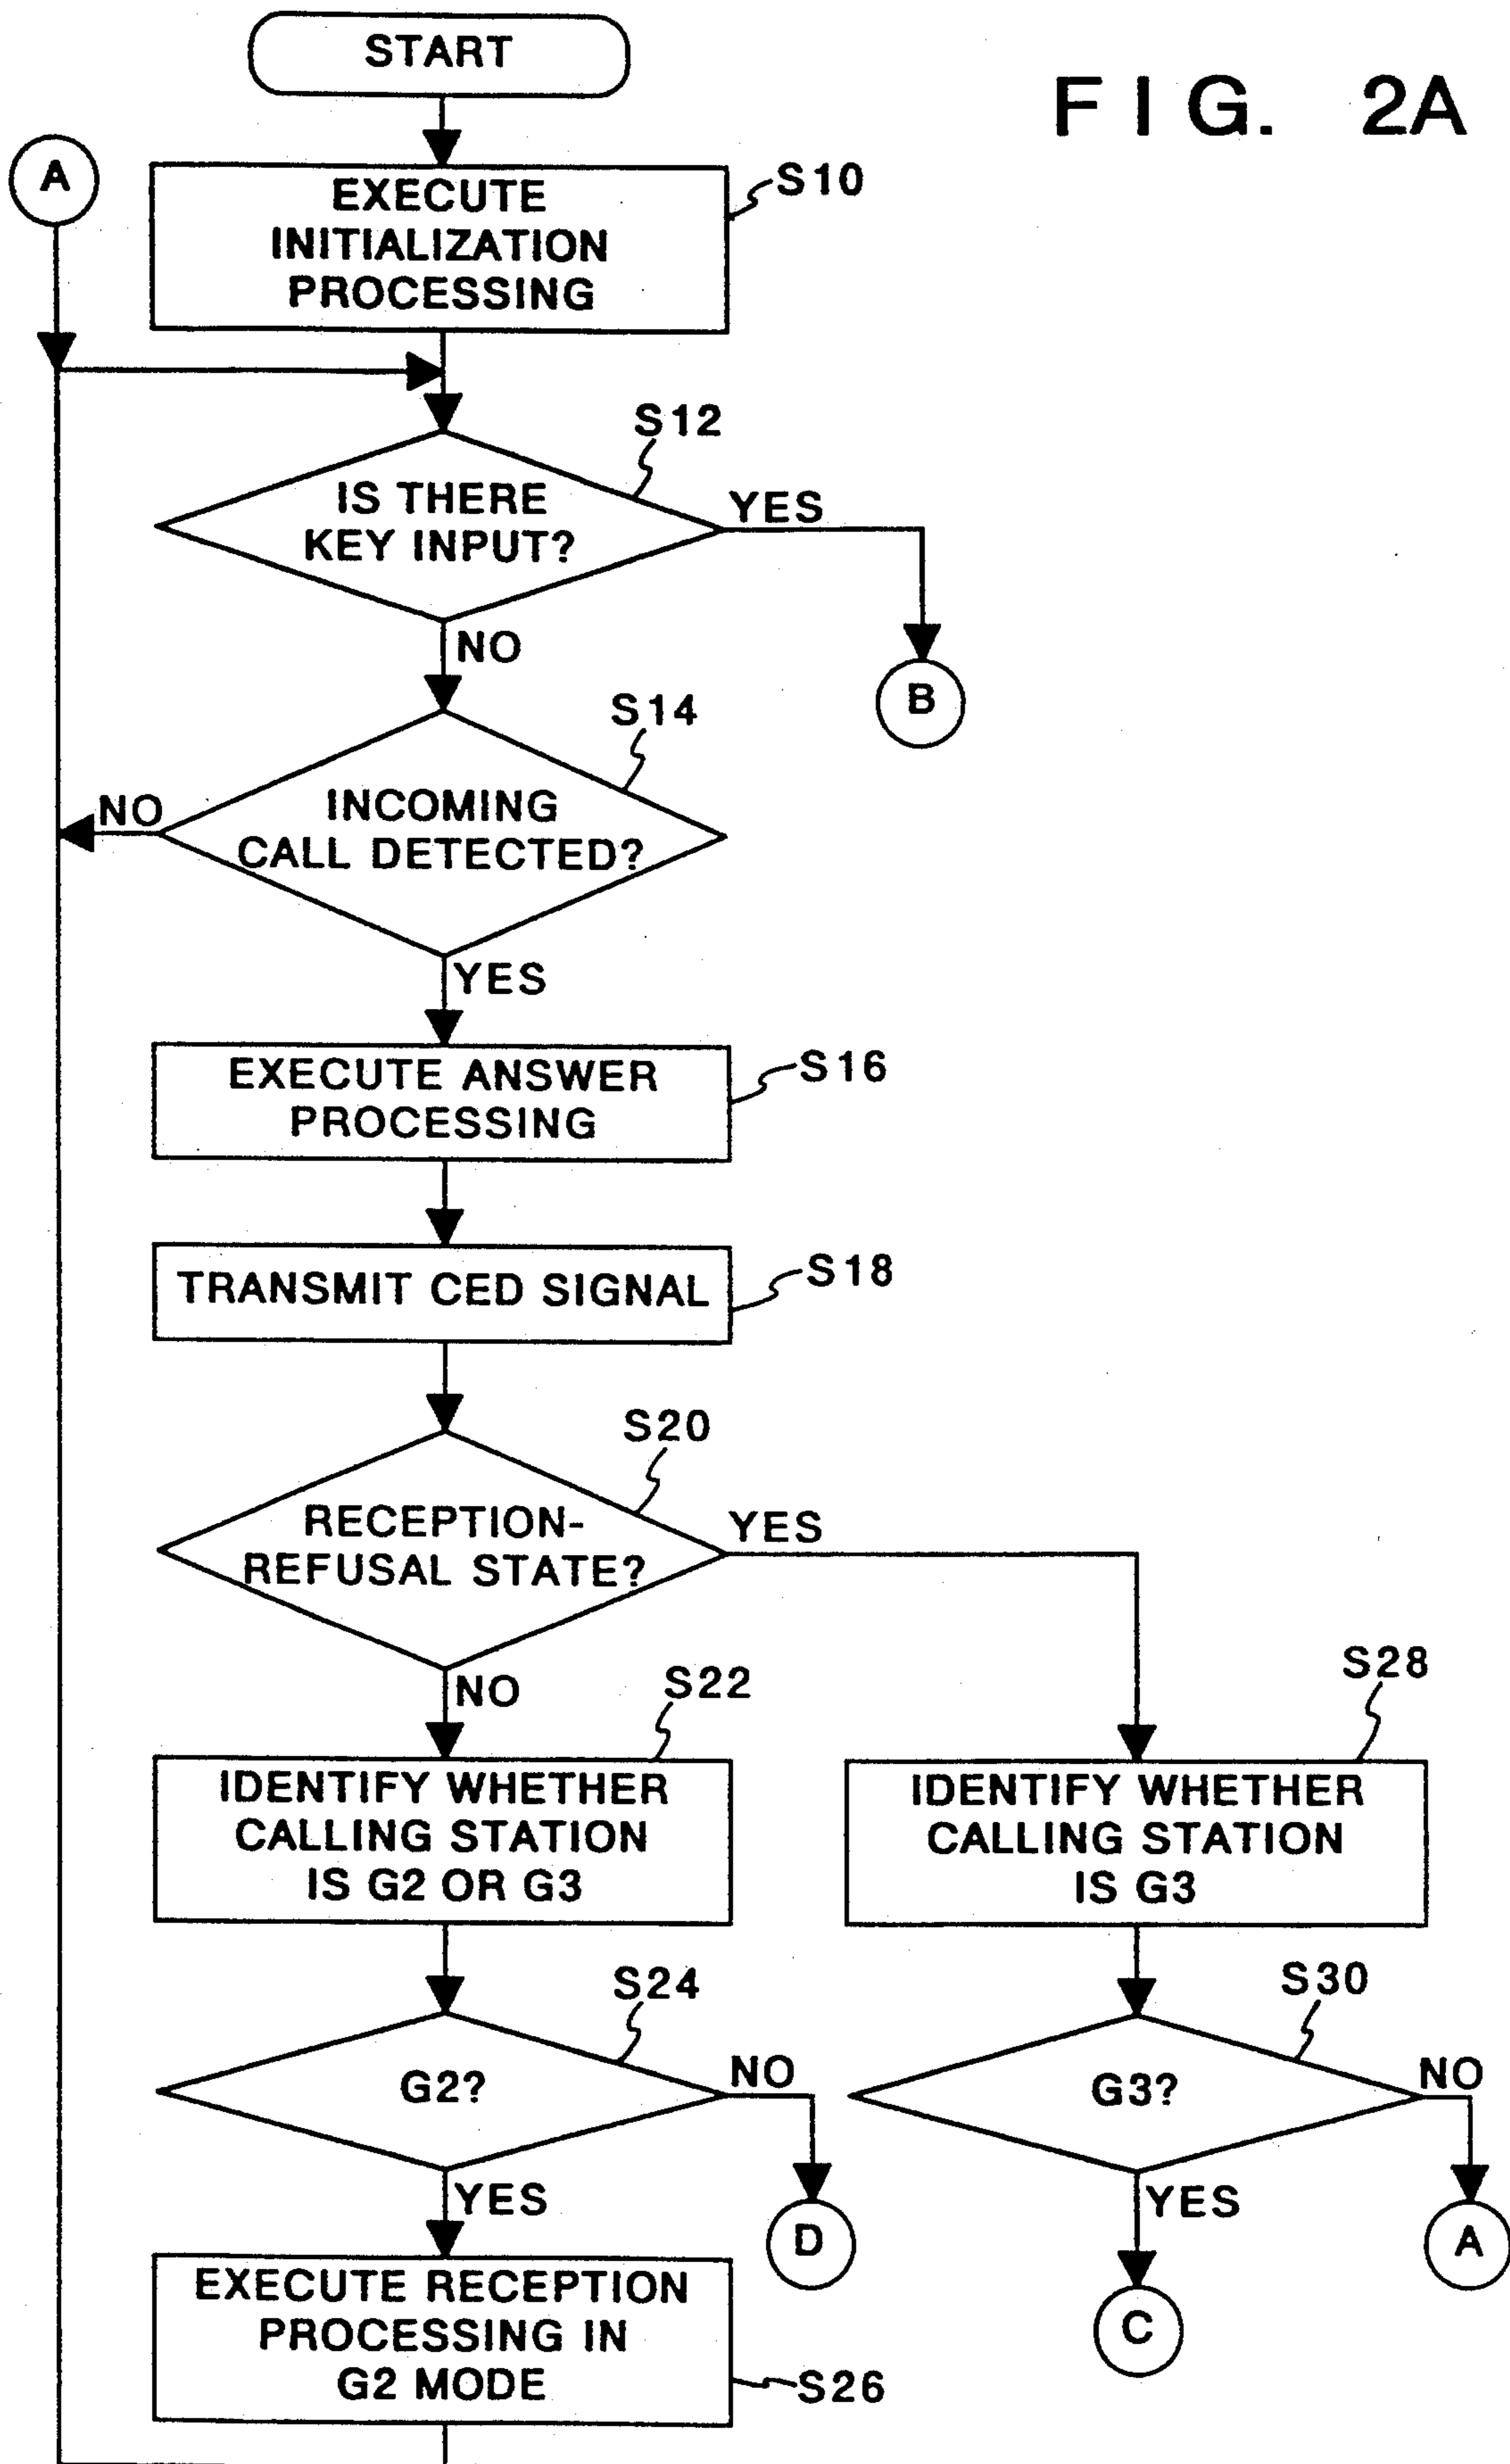 START
FIG. 2A
A
S10
EXECUTE
INITIALIZATION
PROCESSING
S12
IS THERE
KEY INPUT?
YES
NO
B
S14
INCOMING
CALL DETECTED?
NO
YES
EXECUTE ANSWER
PROCESSING
S16
TRANSMIT CED SIGNAL
S18
S20
RECEPTION-
REFUSAL STATE?
YES
NO
S22
IDENTIFY WHETHER
CALLING STATION
IS G2 OR G3
S28
IDENTIFY WHETHER
CALLING STATION
IS G3
S24
G2?
NO
YES
D
S30
G3?
NO
YES
A
C
EXECUTE RECEPTION
PROCESSING IN
G2 MODE
S26